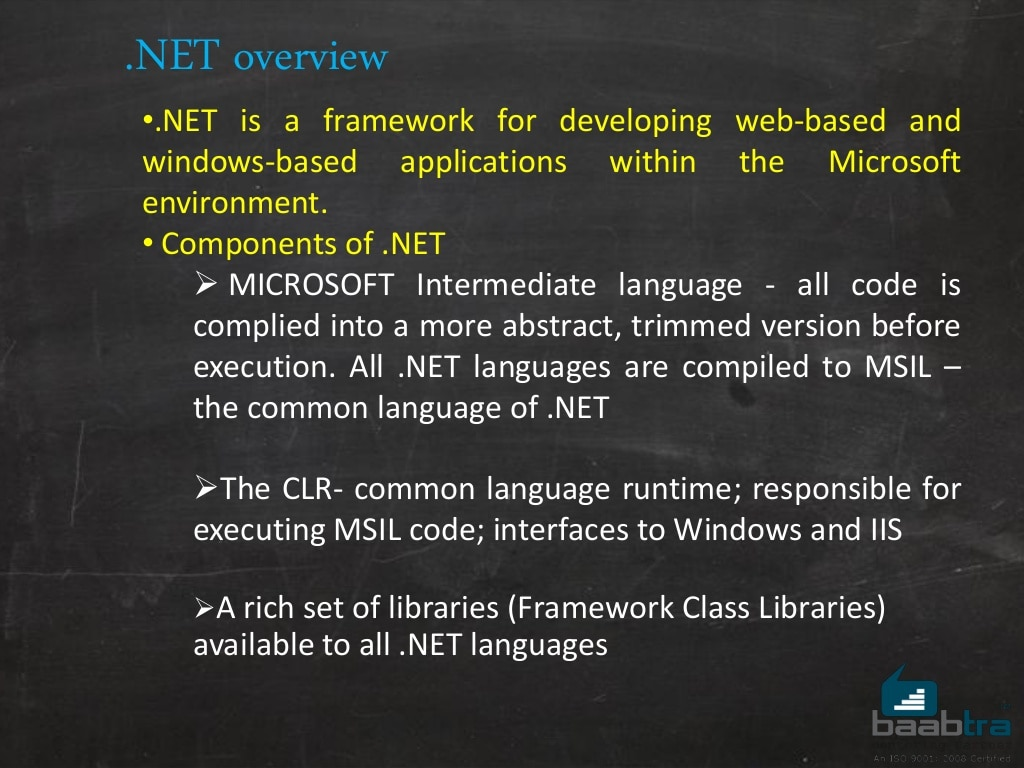 .NET overview
•.NET is a framework for developing web-based and
windows-based applications within the Microsoft
environment.
• Components of .NET
➢ MICROSOFT Intermediate language - all code is
complied into a more abstract, trimmed version before
execution. All .NET languages are compiled to MSIL –
the common language of .NET
➢The CLR- common language runtime; responsible for
executing MSIL code; interfaces to Windows and IIS
➢A rich set of libraries (Framework Class Libraries)
available to all .NET languages
baabtra
An ISO 9001: 2008 Certified